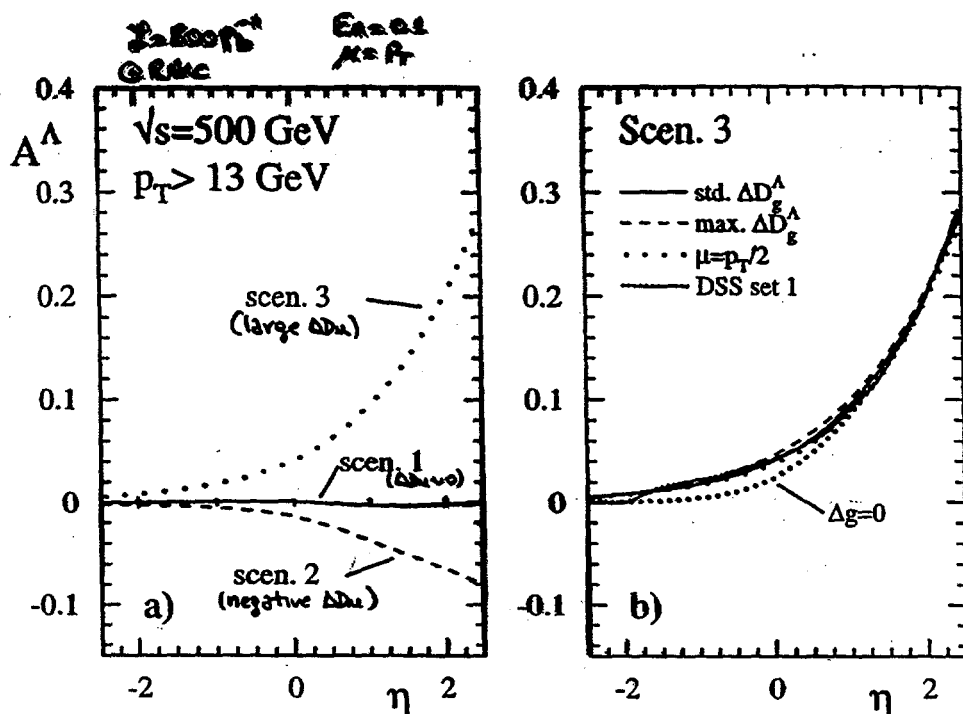 @ RHIC
μ = P_T
0.4
0.3
0.2
0.1
0
-0.1
A^Λ
√s=500 GeV
p_T> 13 GeV
scen. 3
(large ΔDu)
scen. 1
scen. 2
(negative ΔDu)
a)
-2 0 η 2
0.4
0.3
0.2
0.1
0
-0.1
Scen. 3
std. ΔD_g^Λ
max. ΔD_g^Λ
μ=p_T/2
DSS set 1
Δg=0
b)
-2 0 η 2